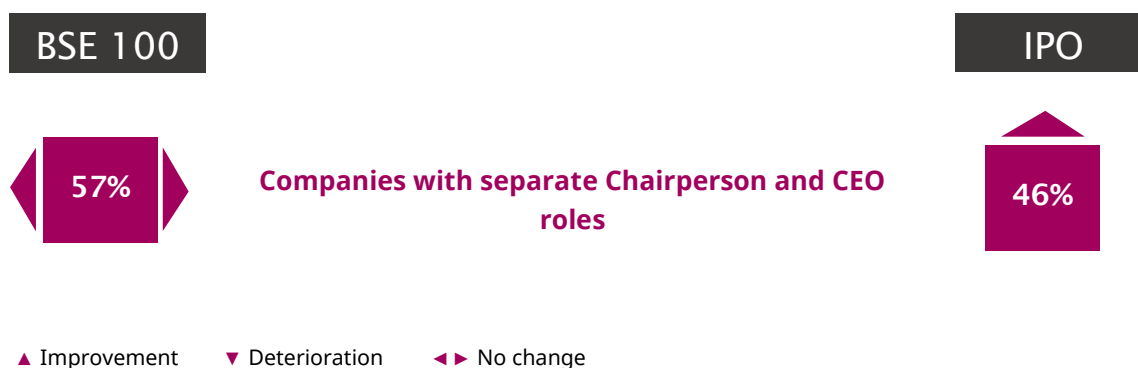 BSE 100
IPO
57%
Companies with separate Chairperson and CEO
roles
46%
▲ Improvement ▼ Deterioration ◄► No change